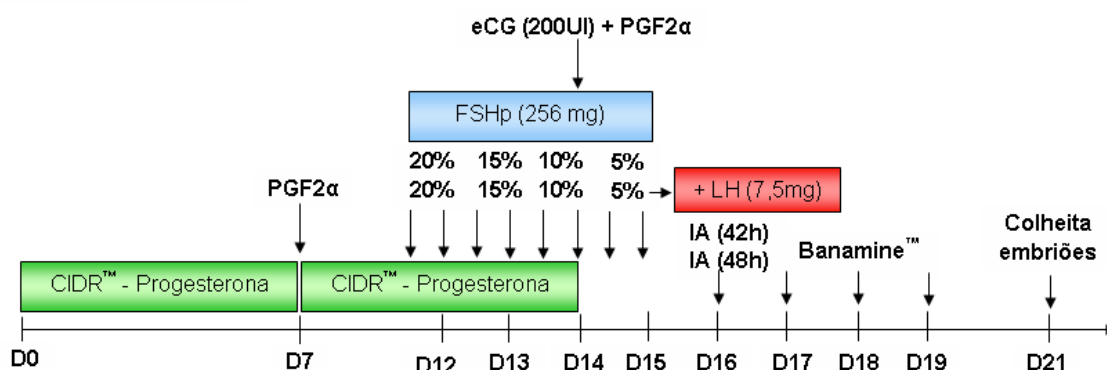 eCG (200UI) + PGF2α
FSHp (256 mg)
20% 15% 10% 5%
20% 15% 10% 5%
PGF2α
+ LH (7,5mg)
IA (42h)
IA (48h)
Banamine™
Colheita
embriões
CIDR™ - Progesterona
CIDR™ - Progesterona
D0 D7 D12 D13 D14 D15 D16 D17 D18 D19 D21